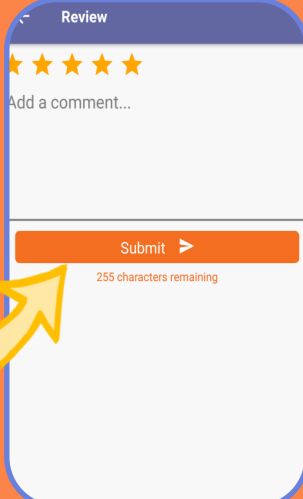 Review
Add a comment...
Submit
255 characters remaining